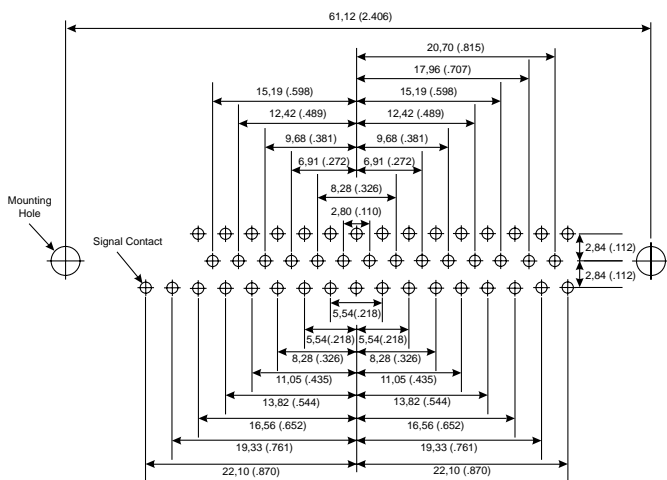 61,12 (2.406)
20,70 (.815)
17,96 (.707)
15,19 (.598) 15,19 (.598)
12,42 (.489) 12,42 (.489)
9,68 (.381) 9,68 (.381)
6,91 (.272) 6,91 (.272)
8,28 (.326)
2,80 (.110)
Mounting
Hole
Signal Contact
2,84 (.112)
2,84 (.112)
5,54(.218)
5,54(.218) 5,54(.218)
8,28 (.326) 8,28 (.326)
11,05 (.435) 11,05 (.435)
13,82 (.544) 13,82 (.544)
16,56 (.652) 16,56 (.652)
19,33 (.761) 19,33 (.761)
22,10 (.870) 22,10 (.870)